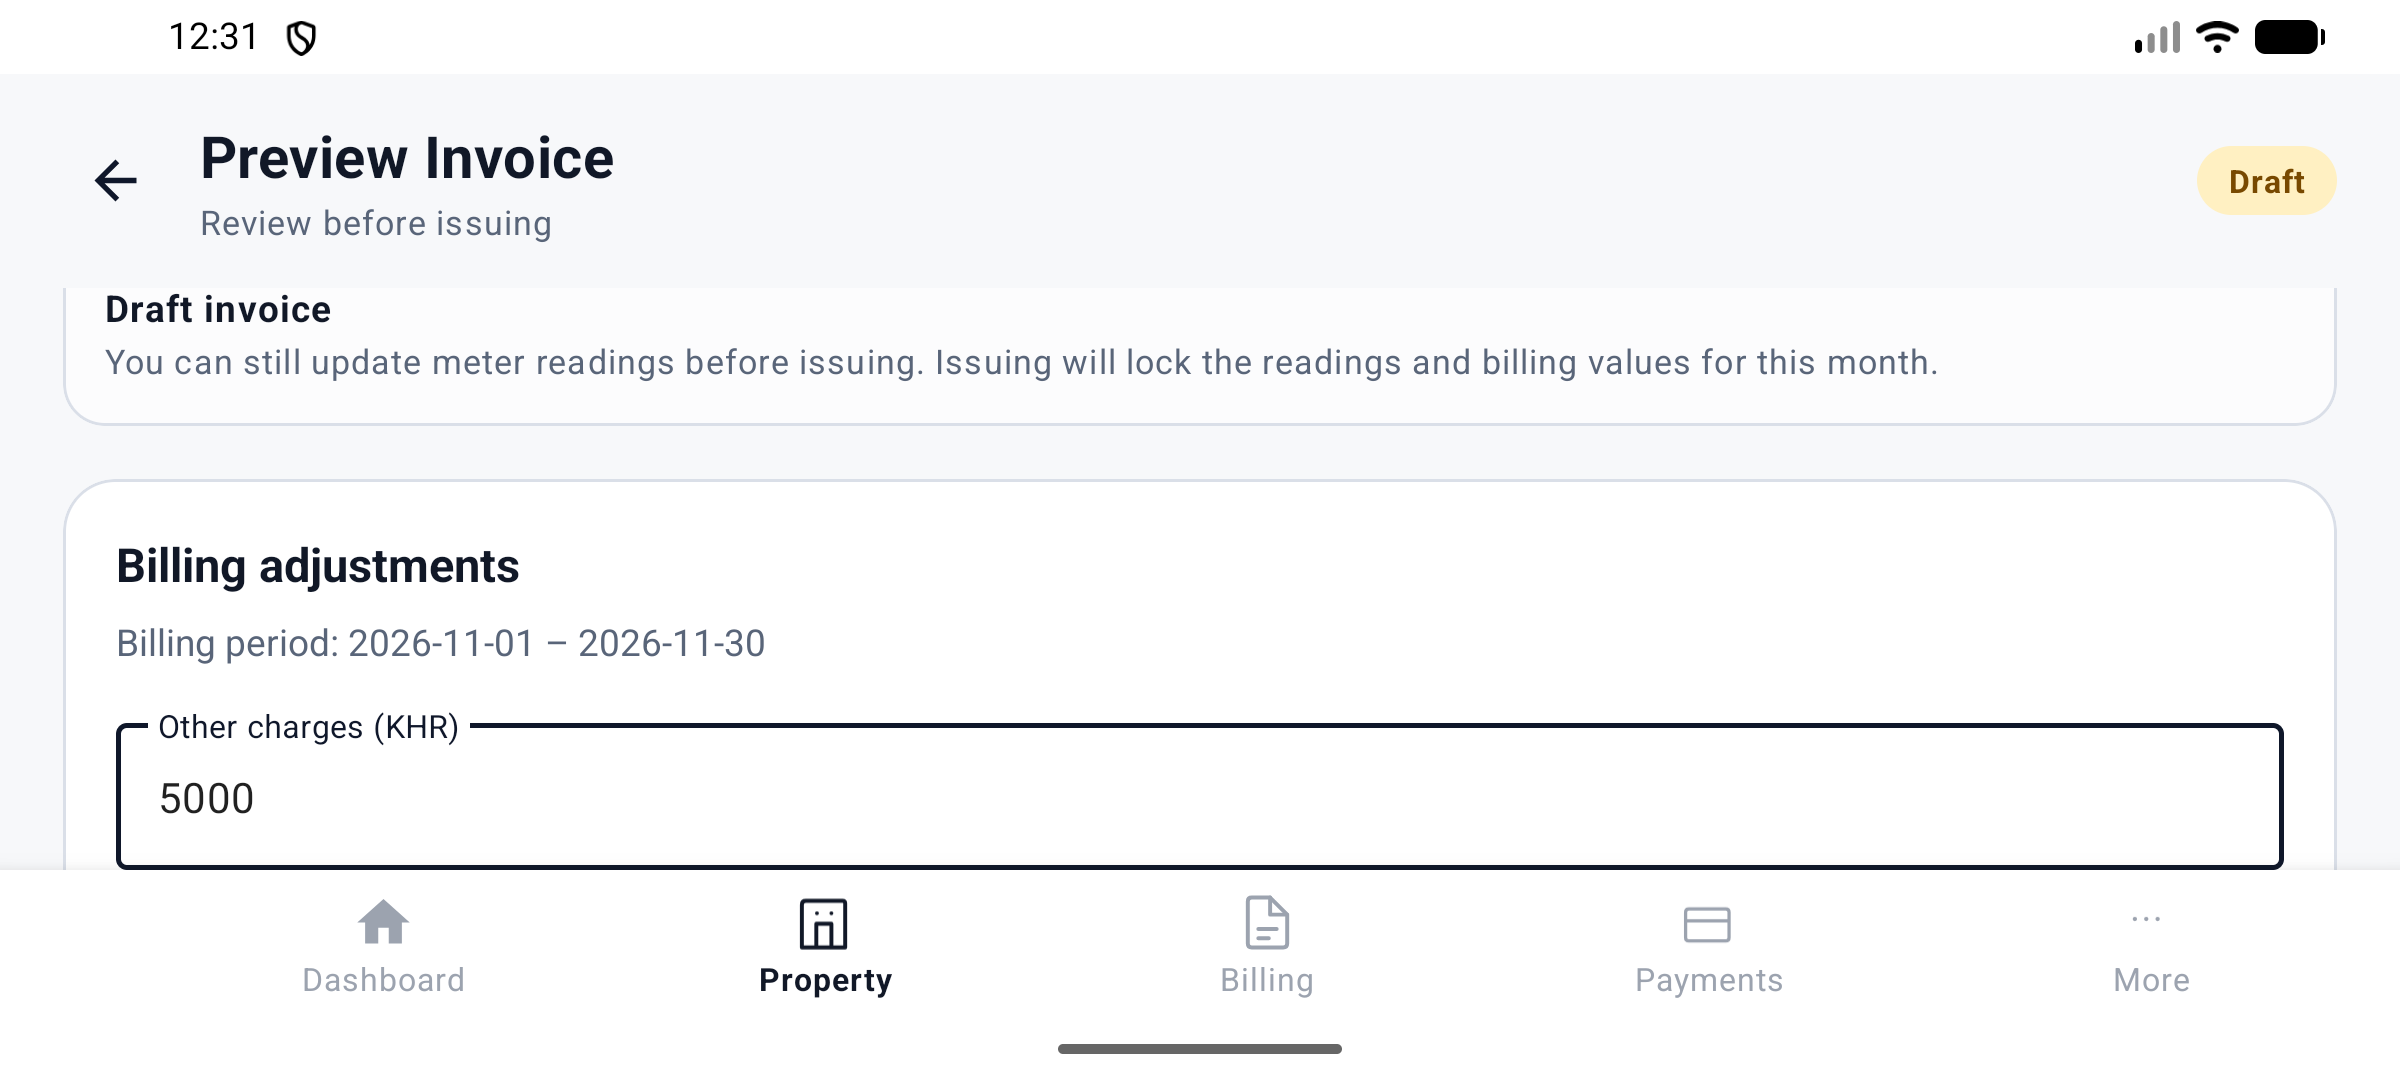 12:31
Preview Invoice
Review before issuing
Draft
Draft invoice
You can still update meter readings before issuing. Issuing will lock the readings and billing values for this month.
Billing adjustments
Billing period: 2026-11-01 – 2026-11-30
Other charges (KHR)
5000
Dashboard
Property
Billing
Payments
More